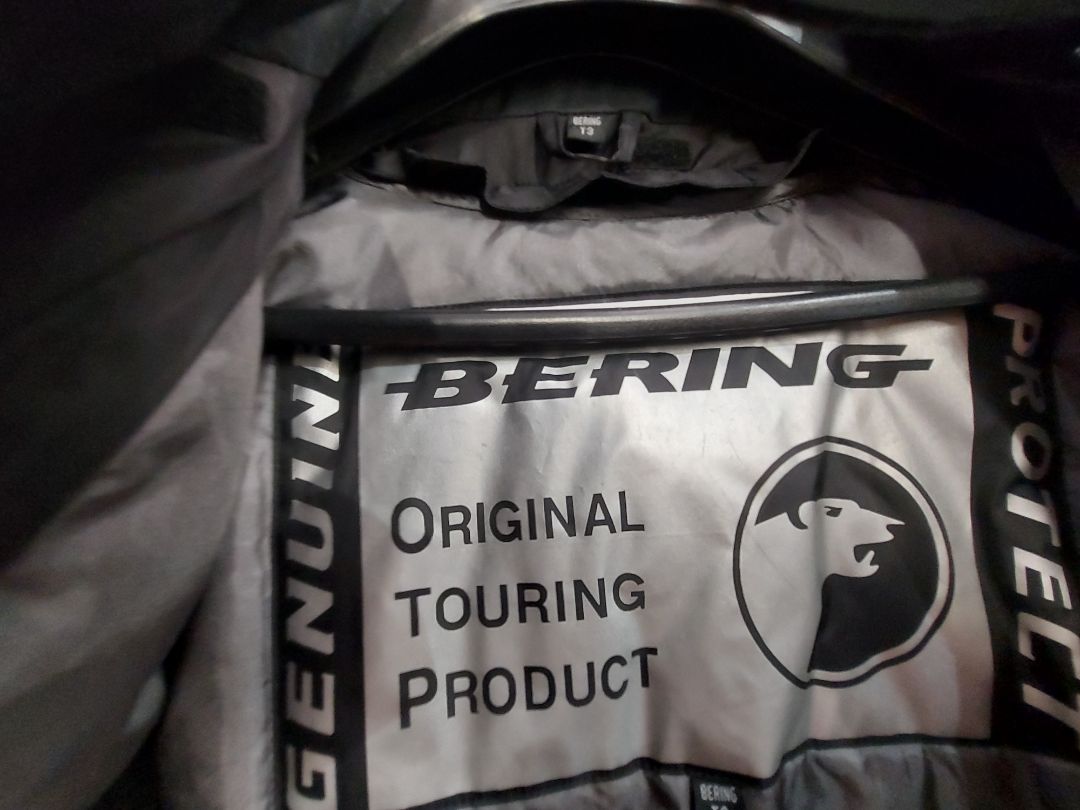 BERING
T3
BERING
ORIGINAL
TOURING
PRODUCT
GENUINE
PROTECT
BERING